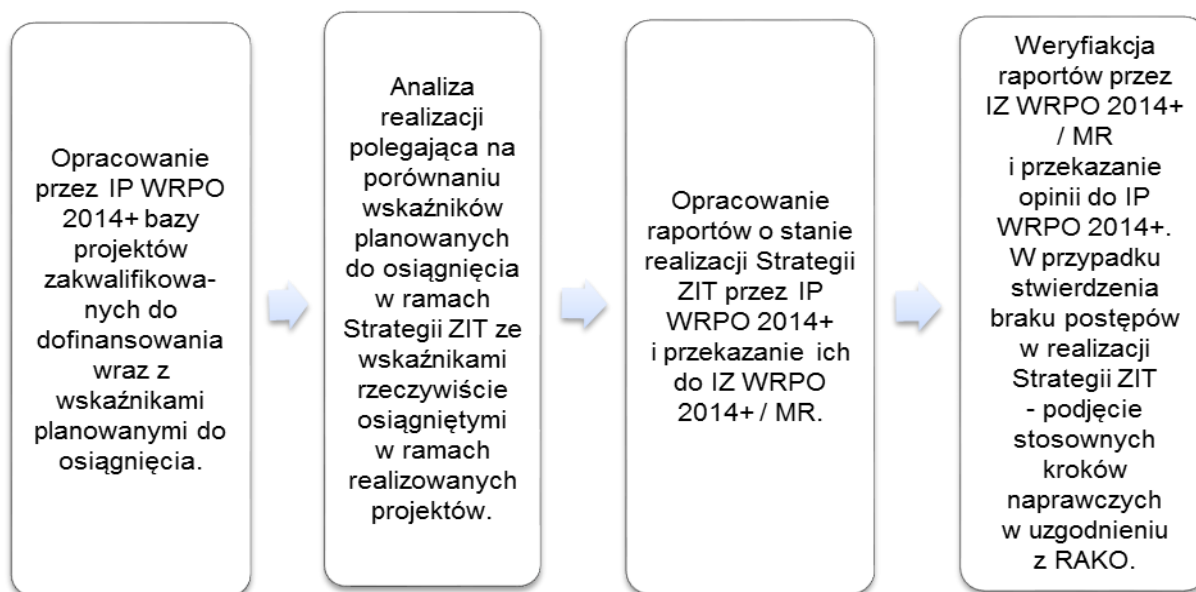 Opracowanie
przez IP WRPO
2014+ bazy
projektów
zakwalifikowa-
nych do
dofinansowania
wraz z
wskaźnikami
planowanymi do
osiągnięcia.
Analiza
realizacji
polegająca na
porównaniu
wskaźników
planowanych
do osiągnięcia
w ramach
Strategii ZIT ze
wskaźnikami
rzeczywiście
osiągniętymi
w ramach
realizowanych
projektów.
Opracowanie
raportów o stanie
realizacji Strategii
ZIT przez IP
WRPO 2014+
i przekazanie ich
do IZ WRPO
2014+ / MR.
Weryfiakcja
raportów przez
IZ WRPO 2014+
/ MR
i przekazanie
opinii do IP
WRPO 2014+.
W przypadku
stwierdzenia
braku postępów
w realizacji
Strategii ZIT
- podjęcie
stosownych
kroków
naprawczych
w uzgodnieniu
z RAKO.